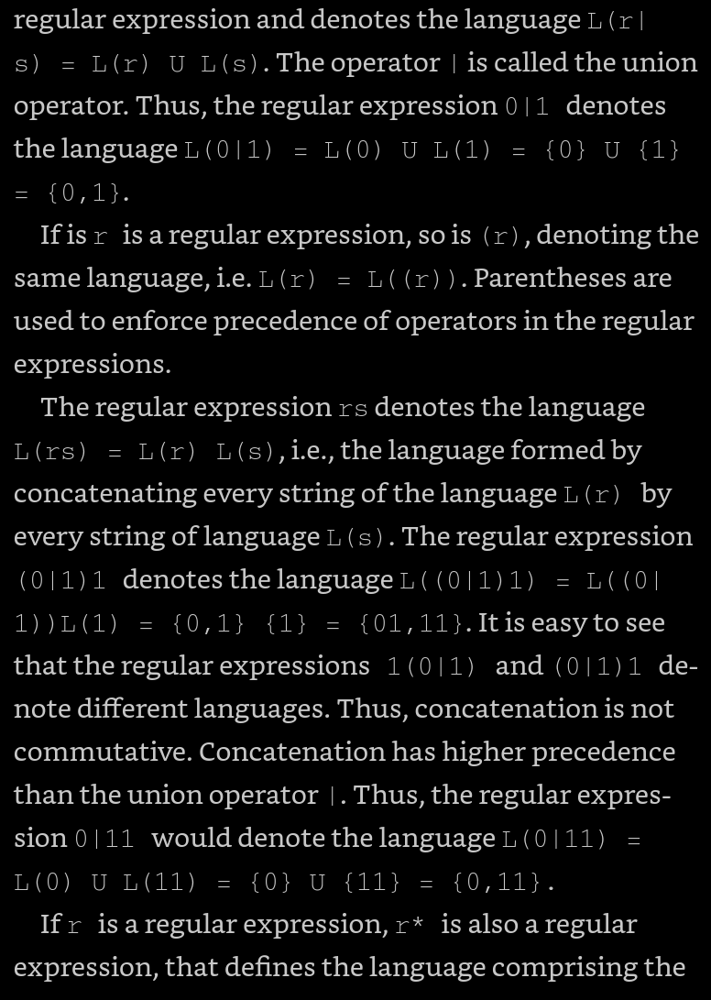 regular expression and denotes the language L(r|
s) = L(r) U L(s). The operator | is called the union
operator. Thus, the regular expression 0|1 denotes
the language L(0|1) = L(0) U L(1) = {0} U {1}
= {0,1}.
If is r is a regular expression, so is (r), denoting the
same language, i.e. L(r) = L((r)). Parentheses are
used to enforce precedence of operators in the regular
expressions.
The regular expression rs denotes the language
L(rs) = L(r) L(s), i.e., the language formed by
concatenating every string of the language L(r) by
every string of language L(s). The regular expression
(0|1)1 denotes the language L((0|1)1) = L((0|
1))L(1) = {0,1} {1} = {01,11}. It is easy to see
that the regular expressions 1(0|1) and (0|1)1 de-
note different languages. Thus, concatenation is not
commutative. Concatenation has higher precedence
than the union operator |. Thus, the regular expres-
sion 0|11 would denote the language L(0|11) =
L(0) U L(11) = {0} U {11} = {0,11}.
If r is a regular expression, r* is also a regular
expression, that defines the language comprising the